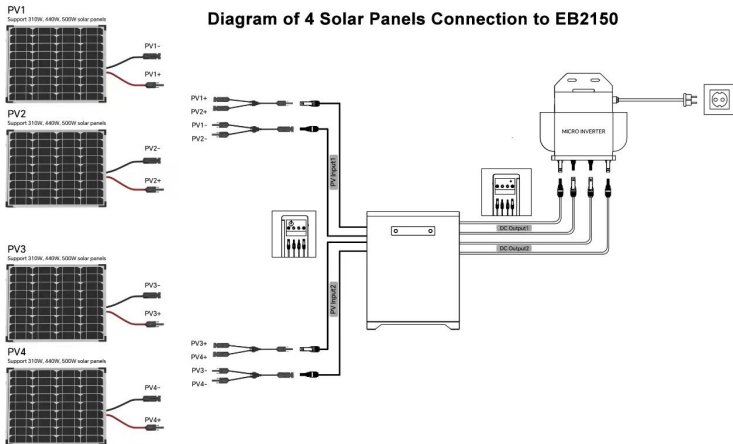 Diagram of 4 Solar Panels Connection to EB2150
PV1
Support 310W, 440W, 500W solar panels
PV1-
PV1+
PV2
Support 310W, 440W, 500W solar panels
PV2-
PV2+
PV3
Support 310W, 440W, 500W solar panels
PV3-
PV3+
PV4
Support 310W, 440W, 500W solar panels
PV4-
PV4+
PV1+
PV2+
PV1-
PV2-
PV Input1
PV Input2
PV3+
PV4+
PV3-
PV4-
MICRO INVERTER
DC Output1
DC Output2